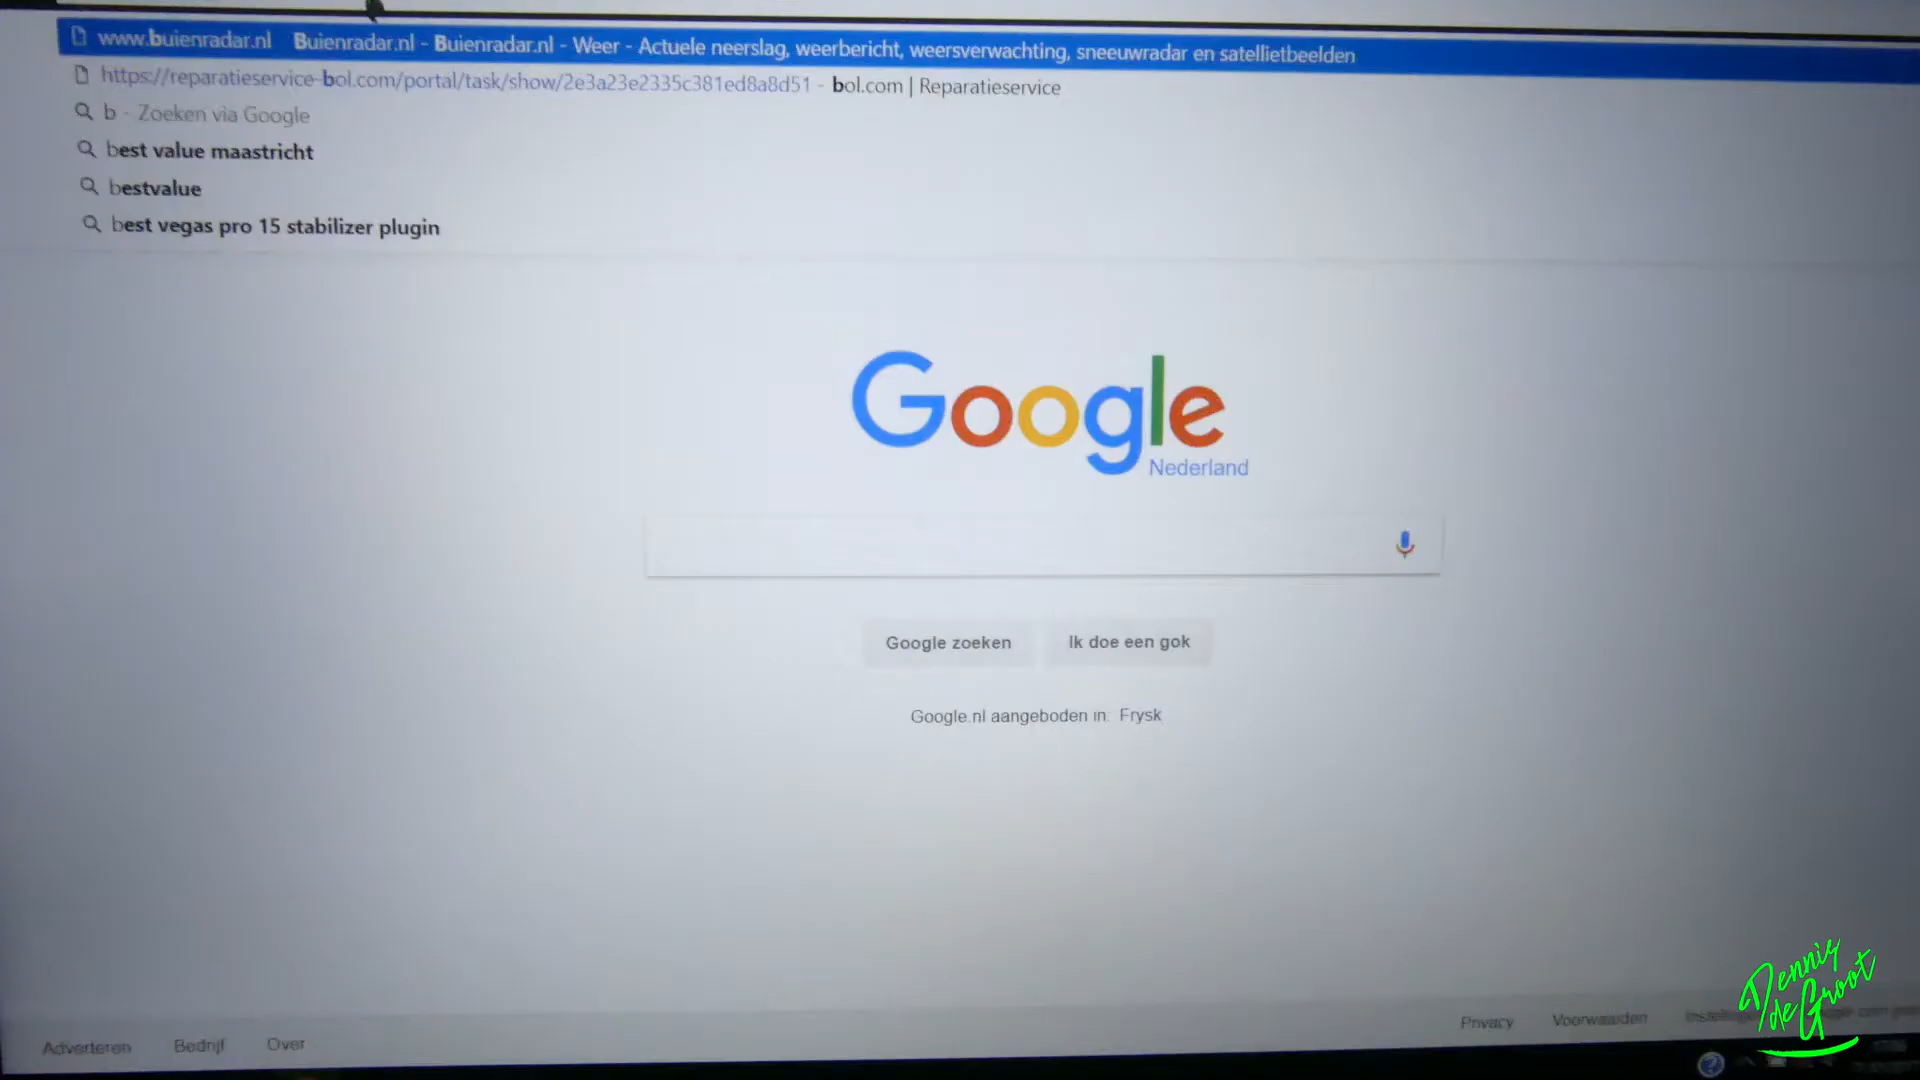 www.buienradar.nl Buienradar.nl - Buienradar.nl - Weer - Actuele neerslag, weerbericht, weersverwachting, sneeuwradar en satellietbeelden
https://reparatieservice-bol.com/portal/task/show/2e3a23e2335c381ed8a8d51 - bol.com | Reparatieservice
b - Zoeken via Google
best value maastricht
bestvalue
best vegas pro 15 stabilizer plugin
Google
Nederland
Google zoeken
Ik doe een gok
Google.nl aangeboden in: Frysk
Adverteren Bedrijf Over
Privacy Voorwaarden
Dennis
de Groot